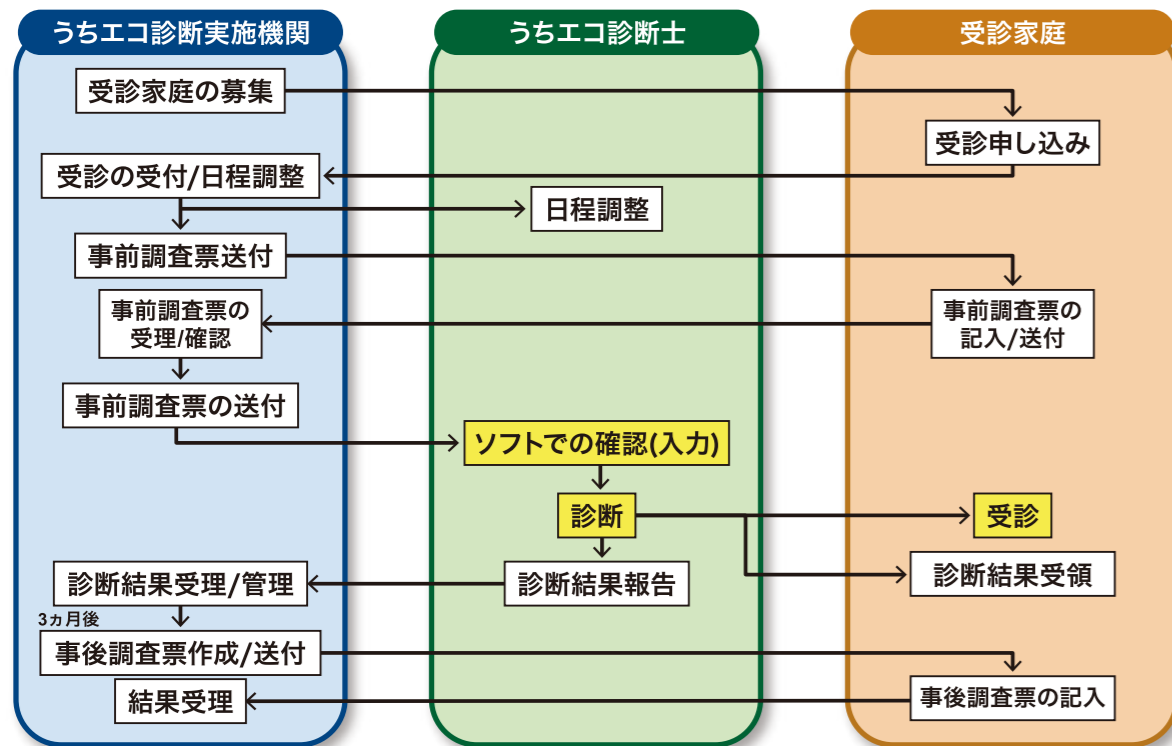 うちエコ診断実施機関
うちエコ診断士
受診家庭
受診家庭の募集
受診申し込み
受診の受付/日程調整
日程調整
事前調査票送付
事前調査票の
受理/確認
事前調査票の
記入/送付
事前調査票の送付
ソフトでの確認(入力)
診断
受診
診断結果受理/管理
診断結果報告
診断結果受領
3ヵ月後
事後調査票作成/送付
結果受理
事後調査票の記入